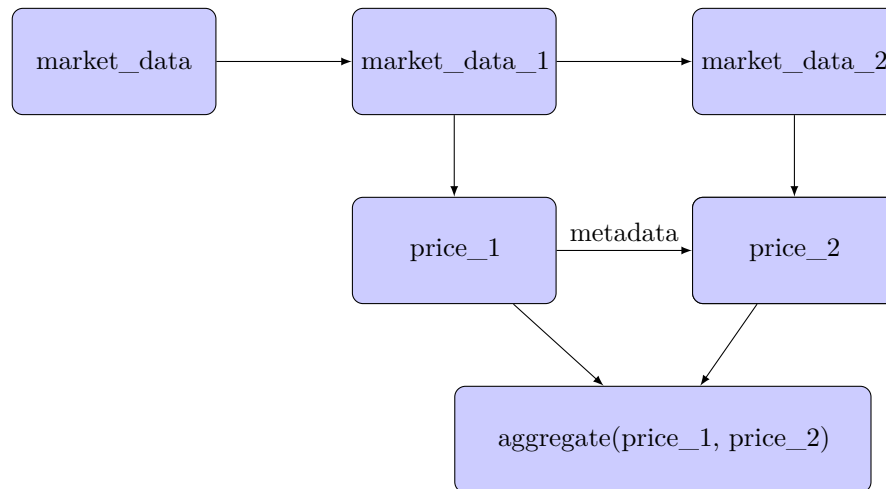 market_data
market_data_1
market_data_2
price_1
metadata
price_2
aggregate(price_1, price_2)